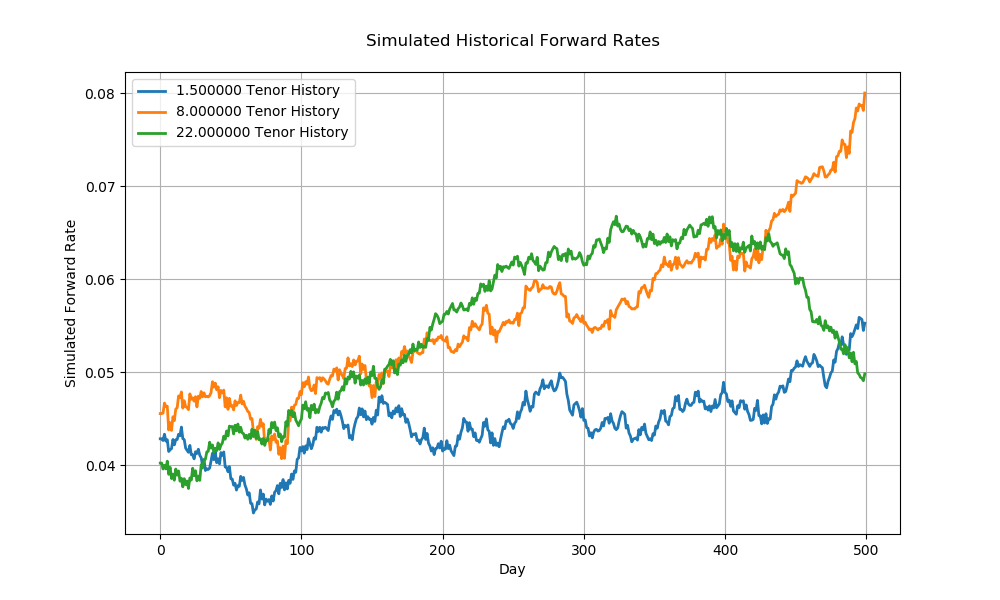 Simulated Historical Forward Rates
1.500000 Tenor History
8.000000 Tenor History
22.000000 Tenor History
0.08
0.07
0.06
0.05
0.04
Simulated Forward Rate
0 100 200 300 400 500
Day